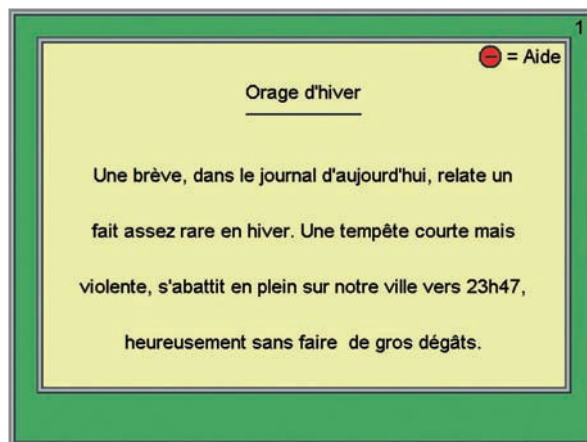 1
= Aide
Orage d'hiver
Une brève, dans le journal d'aujourd'hui, relate un
fait assez rare en hiver. Une tempête courte mais
violente, s'abattit en plein sur notre ville vers 23h47,
heureusement sans faire  de gros dégâts.